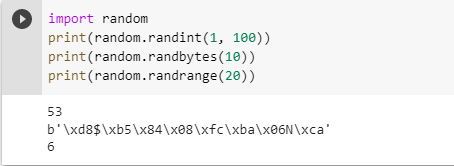 import random
print(random.randint(1, 100))
print(random.randbytes(10))
print(random.randrange(20))
53
b'\xd8$\xb5\x84\x08\xfc\xba\x06N\xca'
6